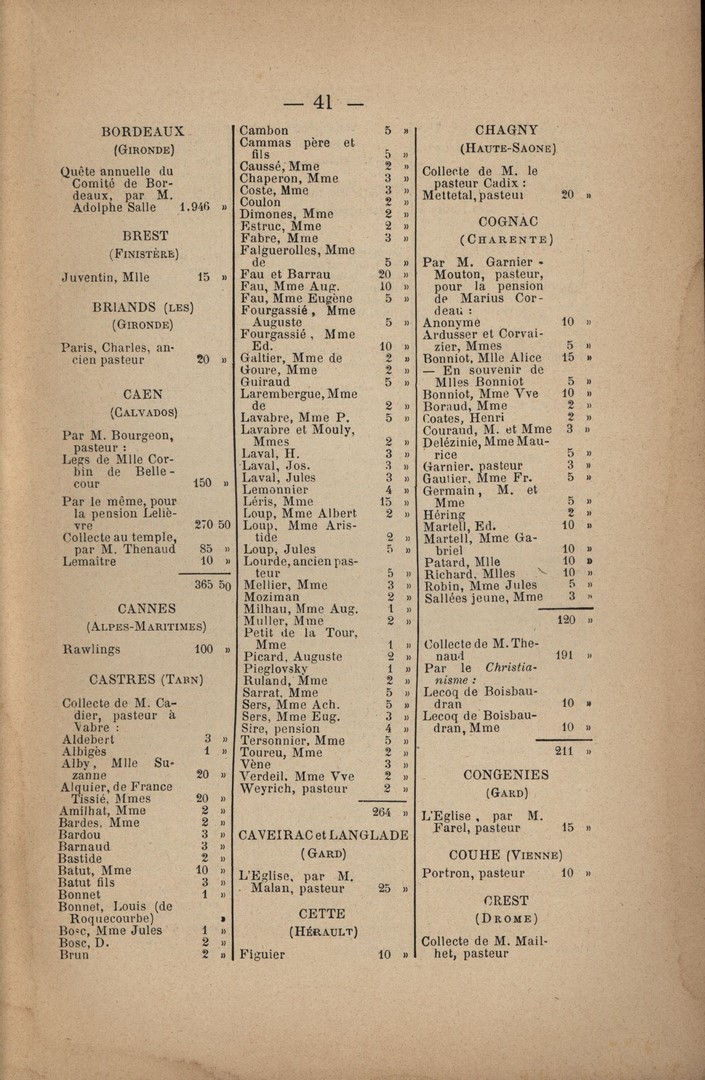 — 41 —
BORDEAUX
(GIRONDE)
Quête annuelle du
Comité de Bor-
deaux, par M.
Adolphe Salle 1.946 »
BREST
(FINISTÈRE)
Juventin, Mlle 15 »
BRIANDS (LES)
(GIRONDE)
Paris, Charles, an-
cien pasteur 20 »
CAEN
(CALVADOS)
Par M. Bourgeon,
pasteur :
Legs de Mlle Cor-
bin de Belle-
cour 150 »
Par le même, pour
la pension Leliè-
vre 270 50
Collecte au temple,
par M. Thenaud 85 »
Lemaitre 10 »
365 50
CANNES
(ALPES-MARITIMES)
Rawlings 100 »
CASTRES (TARN)
Collecte de M. Ca-
dier, pasteur à
Vabre :
Aldebert 3 »
Albigès 1 »
Alby, Mlle Su-
zanne 20 »
Alquier, de France
Tissié, Mmes 20 »
Amilhat, Mme 2 »
Bardes, Mme 2 »
Bardou 3 »
Barnaud 3 »
Bastide 2 »
Batut, Mme 10 »
Batut fils 3 »
Bonnet 1 »
Bonnet, Louis (de
Roquecourbe) »
Bosc, Mme Jules 1 »
Bosc, D. 2 »
Brun 2 »
Cambon 5 »
Cammas père et
fils 5 »
Caussé, Mme 2 »
Chaperon, Mme 3 »
Coste, Mme 3 »
Coulon 2 »
Dimones, Mme 2 »
Estruc, Mme 2 »
Fabre, Mme 3 »
Falguerolles, Mme
de 5 »
Fau et Barrau 20 »
Fau, Mme Aug. 10 »
Fau, Mme Eugène 5 »
Fourgassié, Mme
Auguste 5 »
Fourgassié, Mme
Ed. 10 »
Galtier, Mme de 2 »
Goure, Mme 2 »
Guiraud 5 »
Larembergue, Mme
de 2 »
Lavabre, Mme P. 5 »
Lavabre et Mouly,
Mmes 2 »
Laval, H. 3 »
Laval, Jos. 3 »
Laval, Jules 3 »
Lemonnier 4 »
Léris, Mme 15 »
Loup, Mme Albert 2 »
Loup, Mme Aris-
tide 2 »
Loup, Jules 5 »
Lourde, ancien pas-
teur 5 »
Mellier, Mme 3 »
Moziman 2 »
Milhau, Mme Aug. 1 »
Muller, Mme 2 »
Petit de la Tour,
Mme 1 »
Picard, Auguste 2 »
Pieglovsky 1 »
Ruland, Mme 2 »
Sarrat, Mme 5 »
Sers, Mme Ach. 5 »
Sers, Mme Eug. 3 »
Sire, pension 4 »
Tersonnier, Mme 5 »
Toureu, Mme 2 »
Vène 3 »
Verdeil, Mme Vve 2 »
Weyrich, pasteur 2 »
264 »
CAVEIRAC et LANGLADE
(GARD)
L'Eglise, par M.
Malan, pasteur 25 »
CETTE
(HÉRAULT)
Figuier 10 »
CHAGNY
(HAUTE-SAONE)
Collecte de M. le
pasteur Cadix :
Mettetal, pasteur 20 »
COGNAC
(CHARENTE)
Par M. Garnier-
Mouton, pasteur,
pour la pension
de Marius Cor-
deau :
Anonyme 10 »
Ardusser et Corvai-
zier, Mmes 5 »
Bonniot, Mlle Alice 15 »
— En souvenir de
Mlles Bonniot 5 »
Bonniot, Mme Vve 10 »
Boraud, Mme 2 »
Coates, Henri 2 »
Couraud, M. et Mme 3 »
Delézinie, Mme Mau-
rice 5 »
Garnier, pasteur 3 »
Gautier, Mme Fr. 5 »
Germain, M. et
Mme 5 »
Héring 2 »
Martell, Ed. 10 »
Martell, Mme Ga-
briel 10 »
Patard, Mlle 10 »
Richard, Mlles 10 »
Robin, Mme Jules 5 »
Sallées jeune, Mme 3 »
120 »
Collecte de M. The-
naud 191 »
Par le Christia-
nisme :
Lecoq de Boisbau-
dran 10 »
Lecoq de Boisbau-
dran, Mme 10 »
211 »
CONGENIES
(GARD)
L'Eglise, par M.
Farel, pasteur 15 »
COUHE (VIENNE)
Portron, pasteur 10 »
CREST
(DROME)
Collecte de M. Mail-
het, pasteur